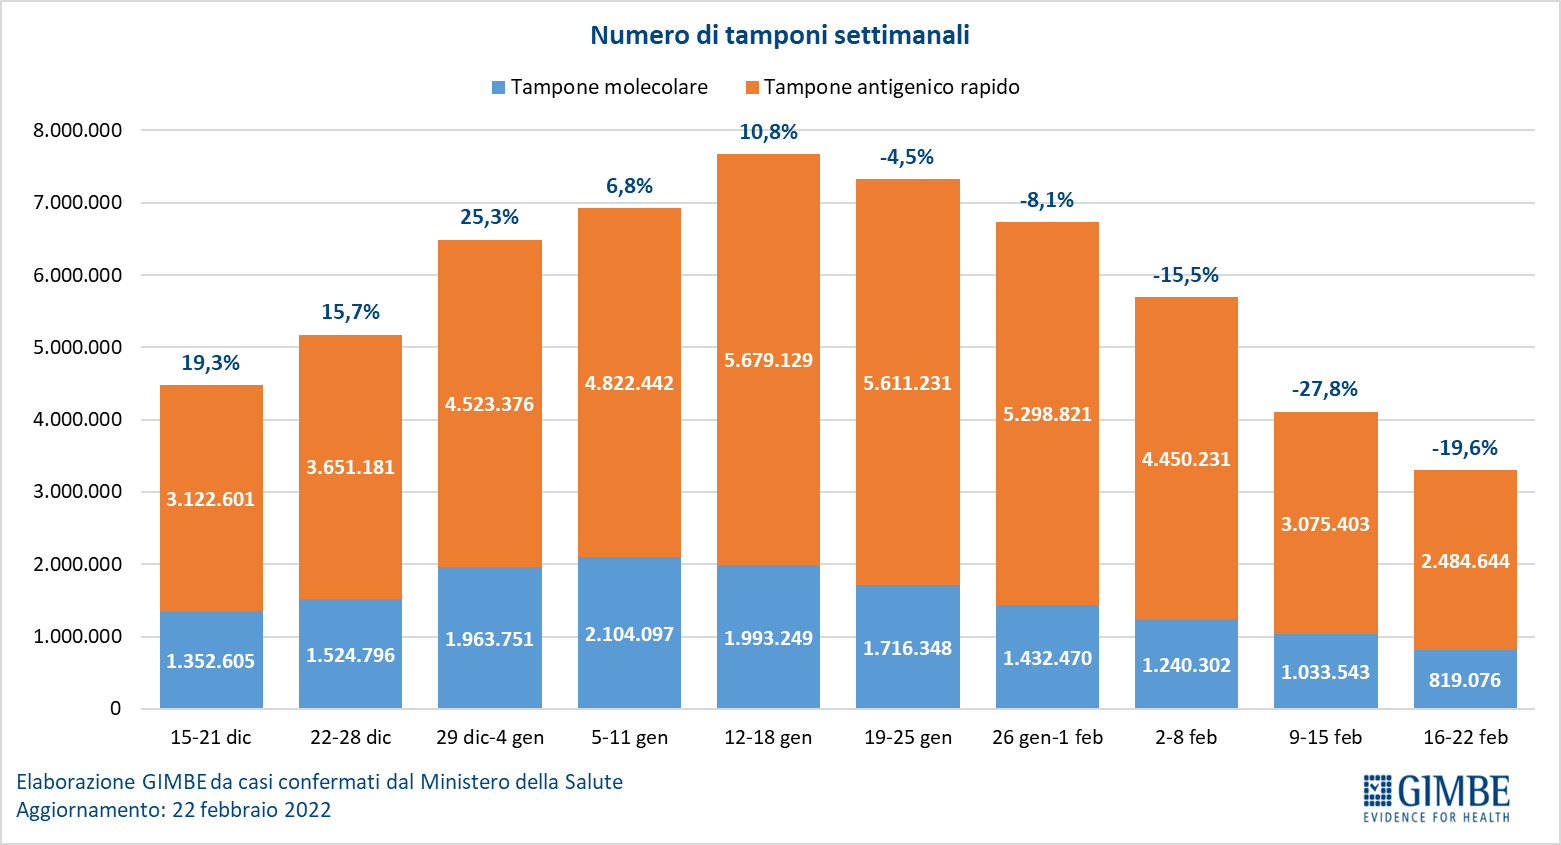 Numero di tamponi settimanali
Tampone molecolare Tampone antigenico rapido
8.000.000
7.000.000
6.000.000
5.000.000
4.000.000
3.000.000
2.000.000
1.000.000
0
19,3%
15,7%
25,3%
6,8%
10,8%
-4,5%
-8,1%
-15,5%
-27,8%
-19,6%
3.122.601
3.651.181
4.523.376
4.822.442
5.679.129
5.611.231
5.298.821
4.450.231
3.075.403
2.484.644
1.352.605
1.524.796
1.963.751
2.104.097
1.993.249
1.716.348
1.432.470
1.240.302
1.033.543
819.076
15-21 dic
22-28 dic
29 dic-4 gen
5-11 gen
12-18 gen
19-25 gen
26 gen-1 feb
2-8 feb
9-15 feb
16-22 feb
Elaborazione GIMBE da casi confermati dal Ministero della Salute
Aggiornamento: 22 febbraio 2022
GIMBE
EVIDENCE FOR HEALTH